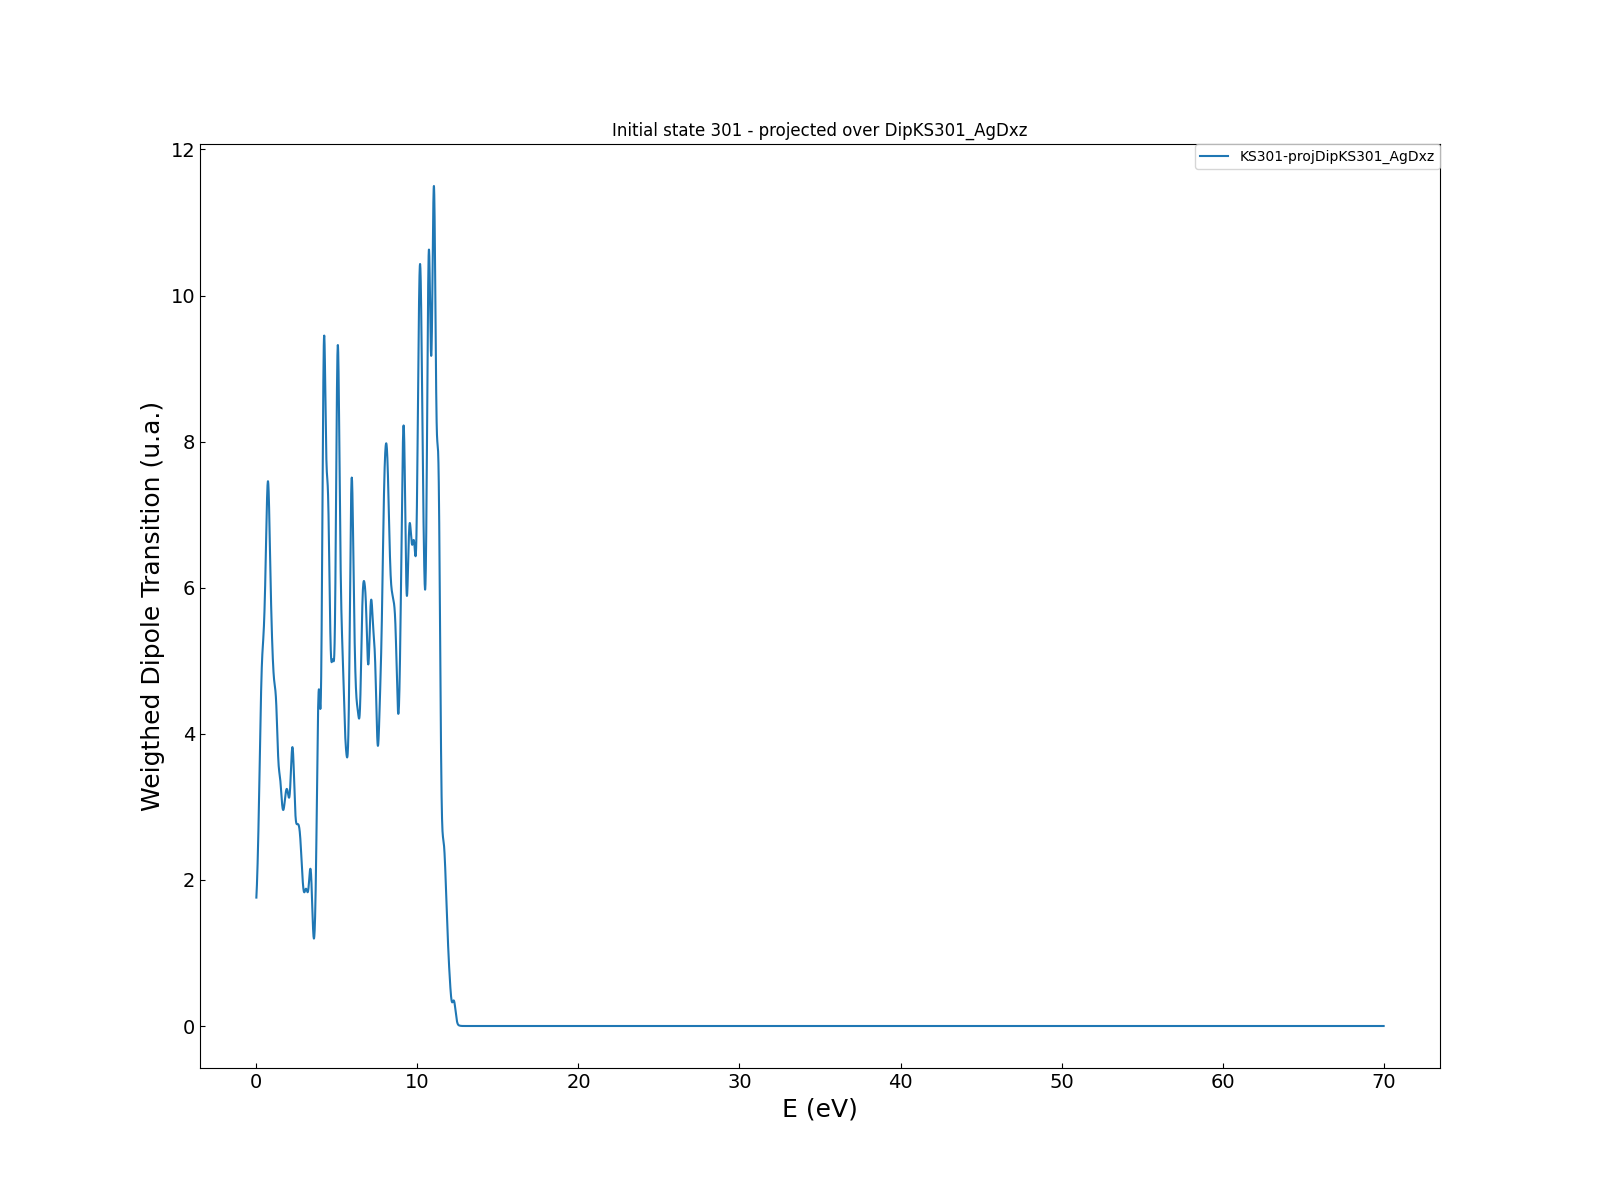 Initial state 301 - projected over DipKS301_AgDxz
KS301-projDipKS301_AgDxz
12
10
8
6
4
2
0
Weigthed Dipole Transition (u.a.)
0 10 20 30 40 50 60 70
E (eV)